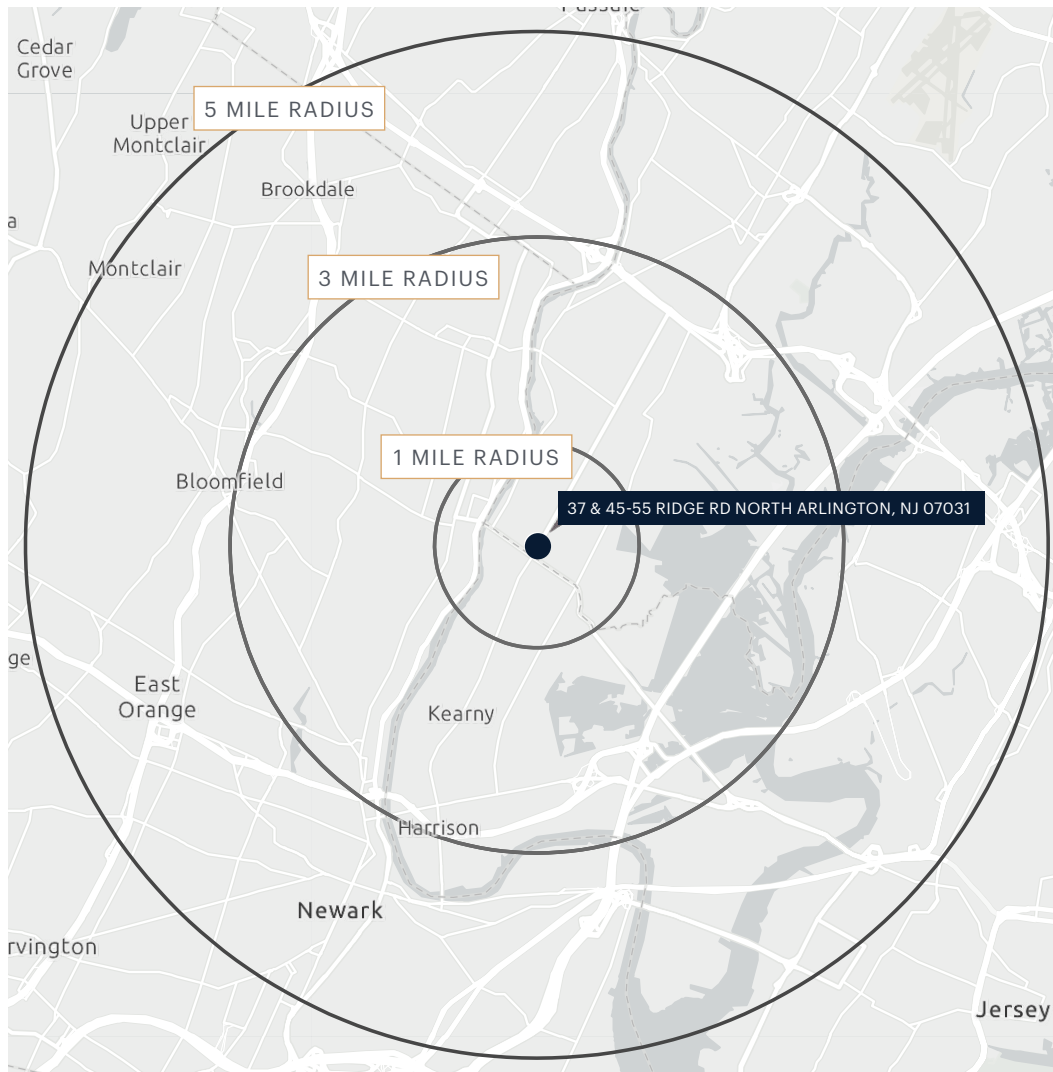 Cedar
Grove
5 MILE RADIUS
Upper
Montclair
Brookdale
Montclair
3 MILE RADIUS
1 MILE RADIUS
Bloomfield
37 & 45-55 RIDGE RD NORTH ARLINGTON, NJ 07031
ge
East
Orange
Kearny
Harrison
Newark
rvington
Jersey